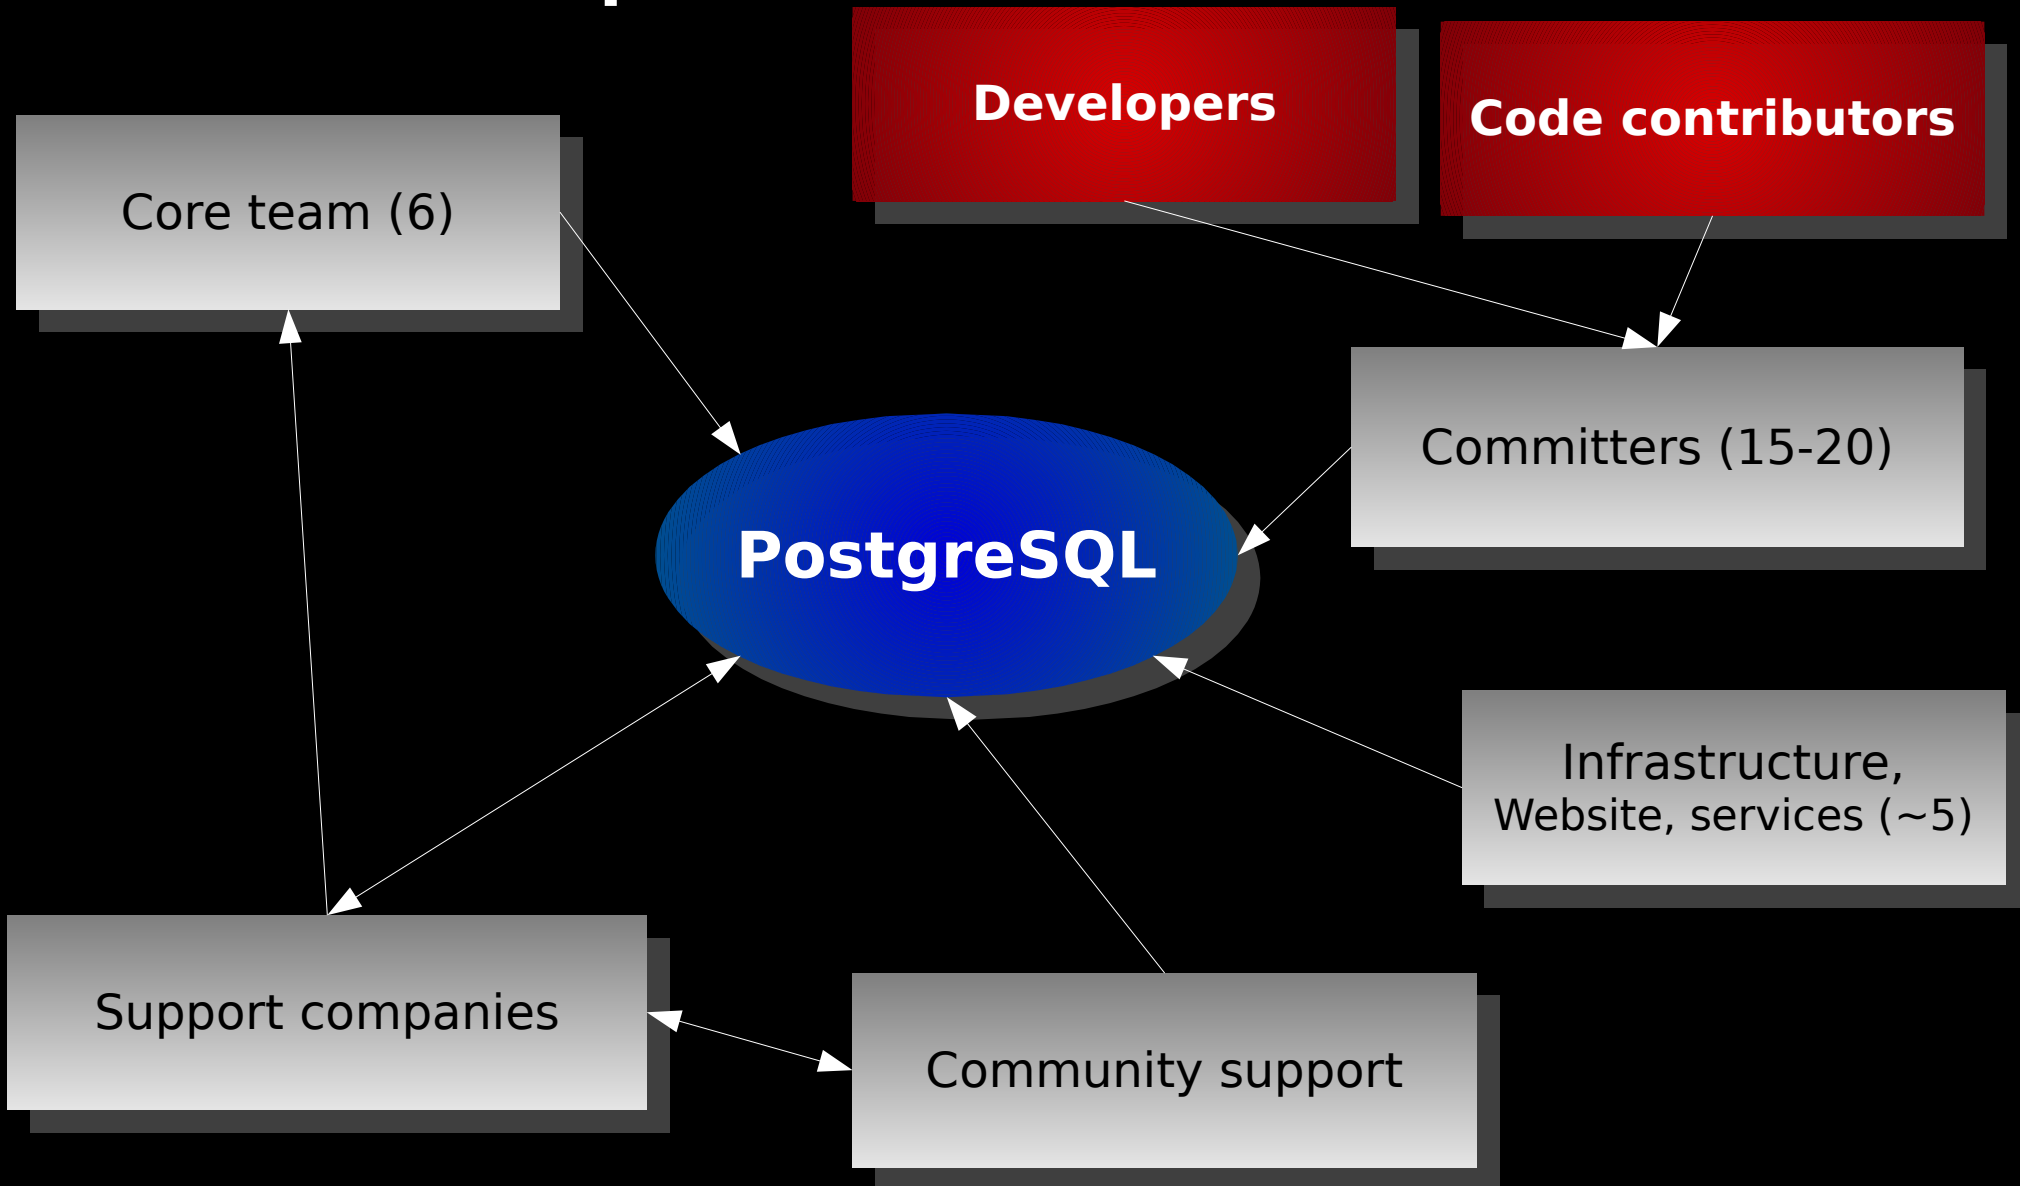 Developers
Code contributors
Core team (6)
Committers (15-20)
PostgreSQL
Infrastructure,
Website, services (~5)
Support companies
Community support